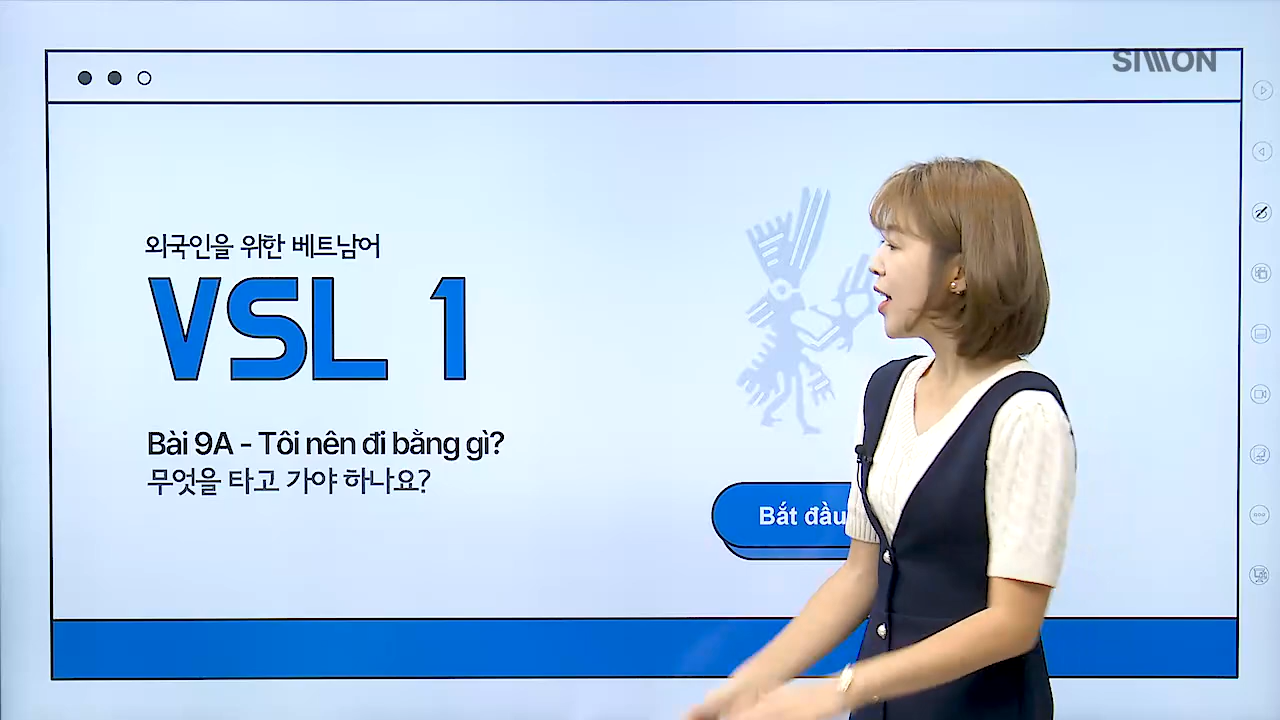 SIWON
외국인을 위한 베트남어
VSL 1
Bài 9A - Tôi nên đi bằng gì?
무엇을 타고 가야 하나요?
Bắt đầu